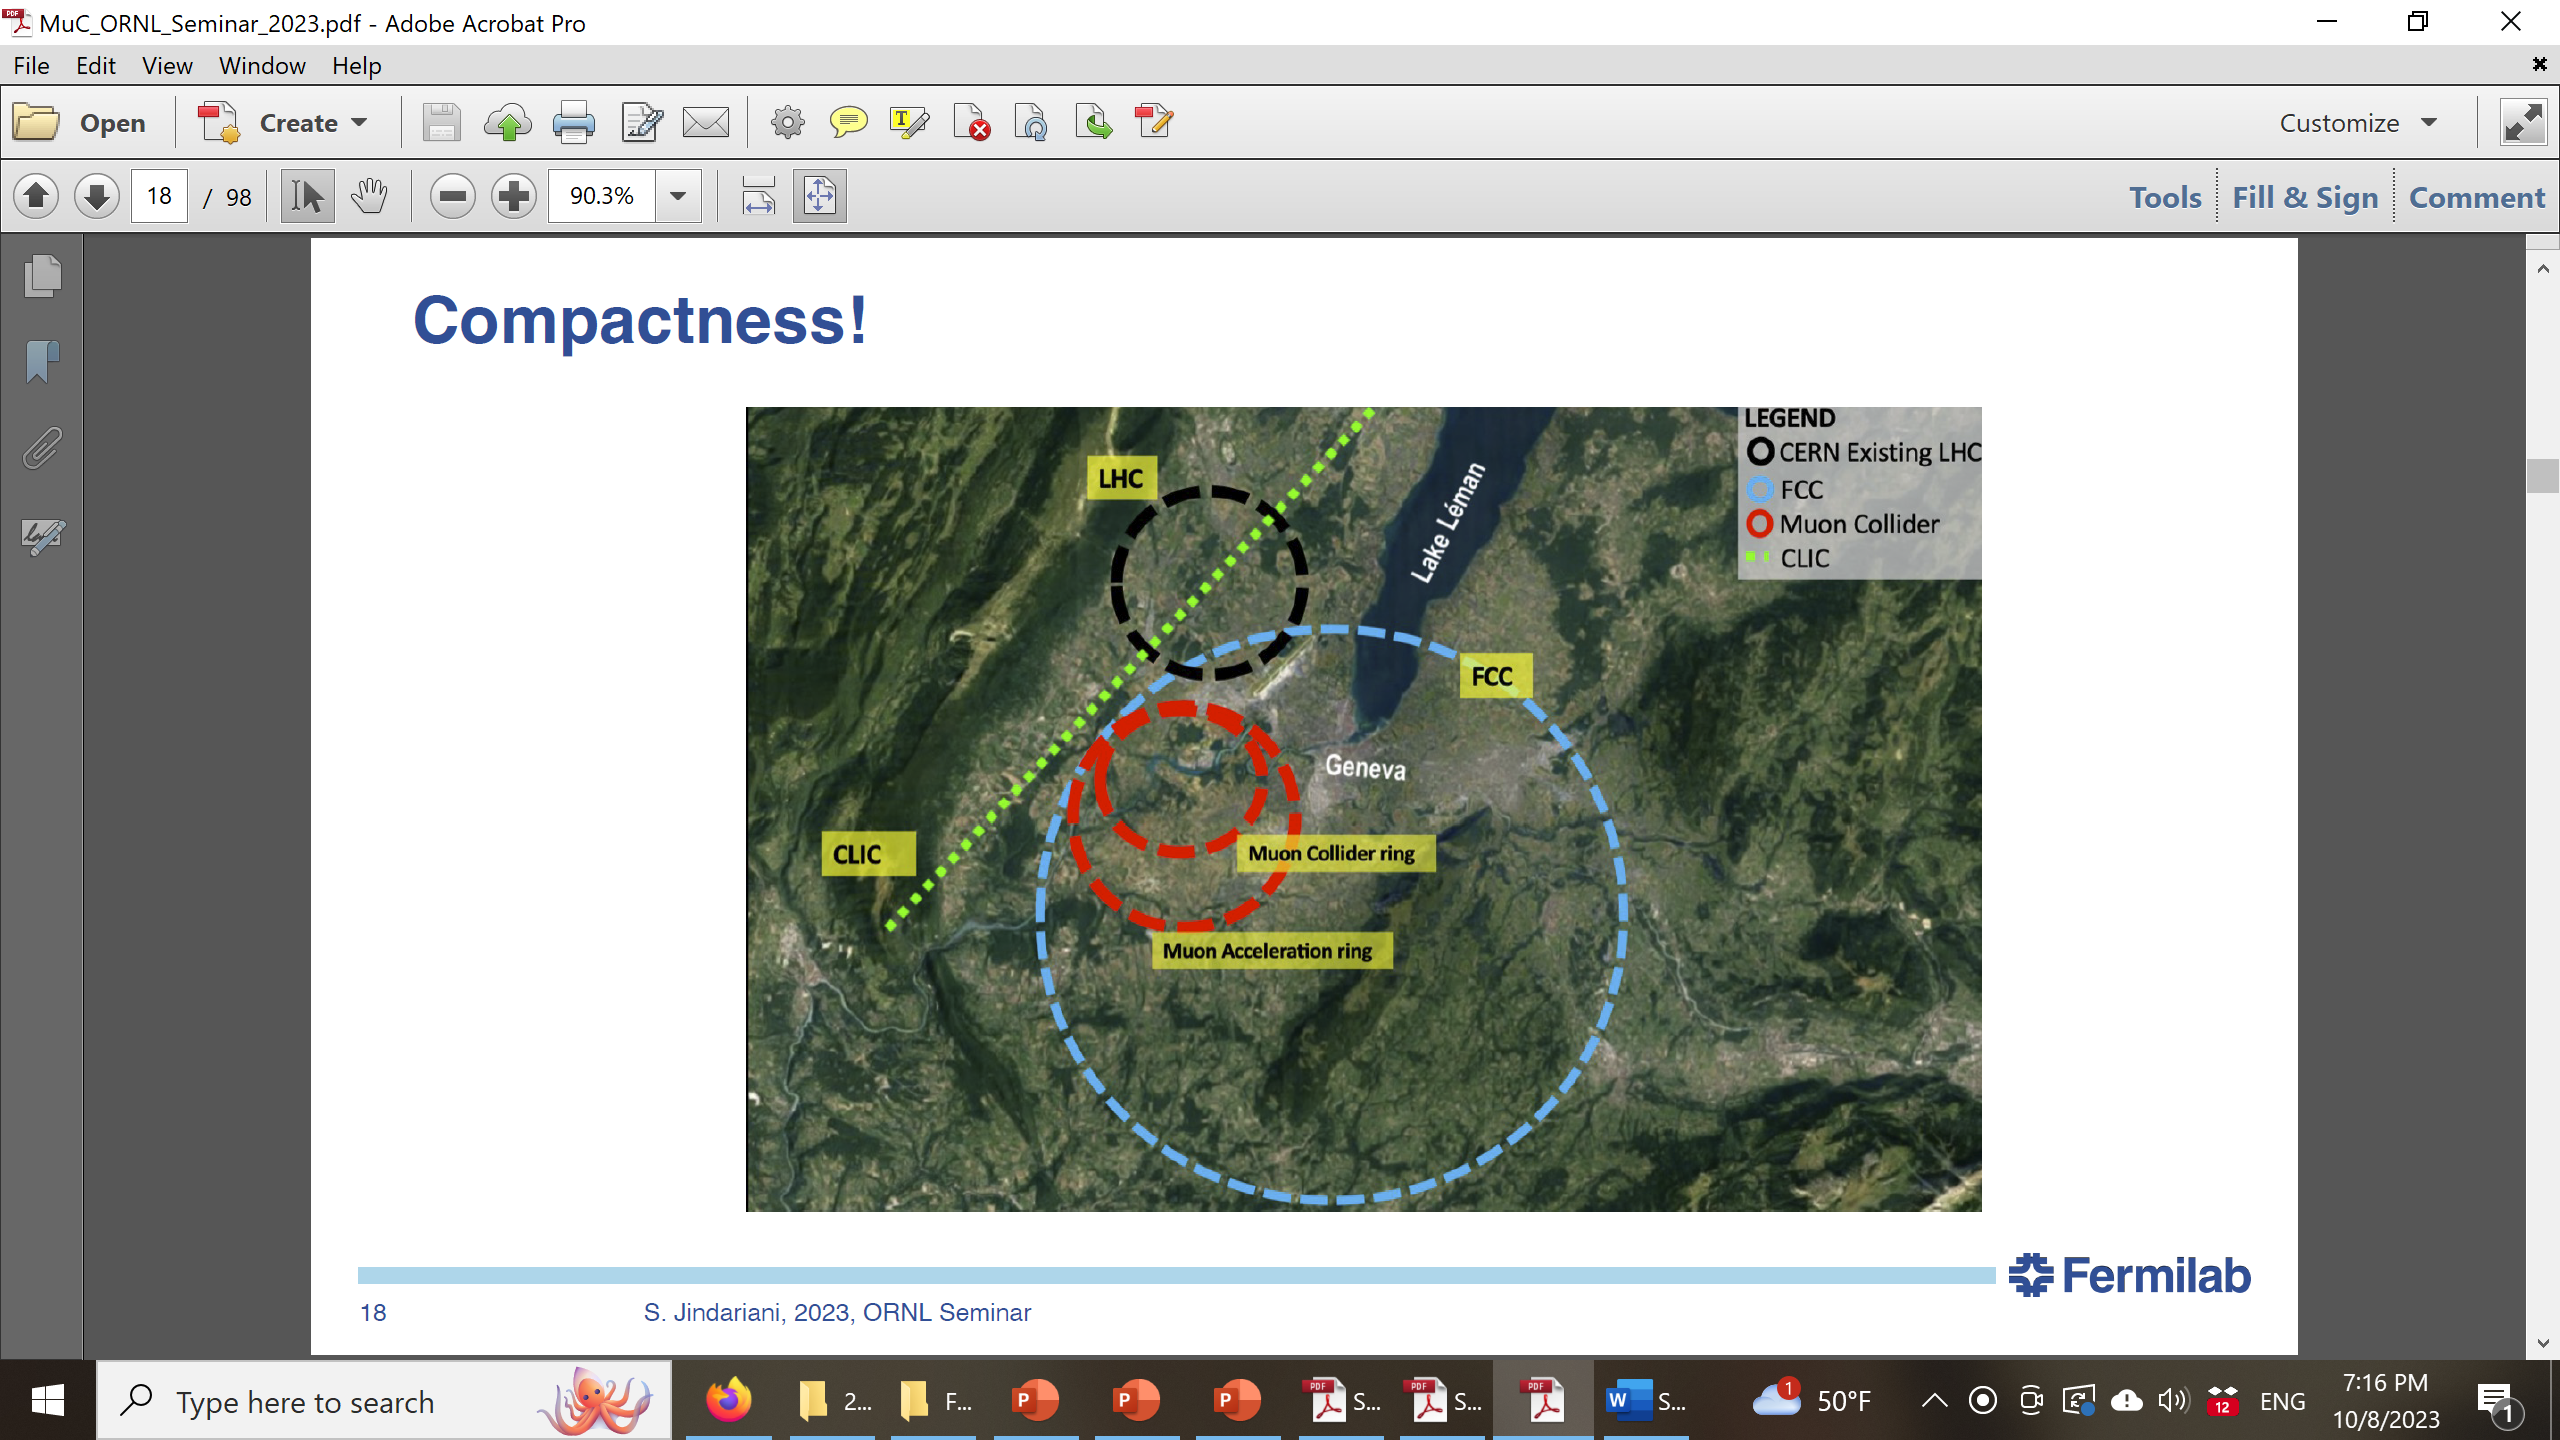 MuC_ORNL_Seminar_2023.pdf - Adobe Acrobat Pro
File Edit View Window Help
Open Create Customize
18 / 98 90.3% Tools Fill & Sign Comment
Compactness!
LEGEND
CERN Existing LHC
FCC
Muon Collider
CLIC
LHC
Lake Léman
FCC
Geneva
CLIC
Muon Collider ring
Muon Acceleration ring
Fermilab
18 S. Jindariani, 2023, ORNL Seminar
Type here to search
2...
F...
S...
S...
S...
1
50°F
12
ENG
7:16 PM
10/8/2023
1